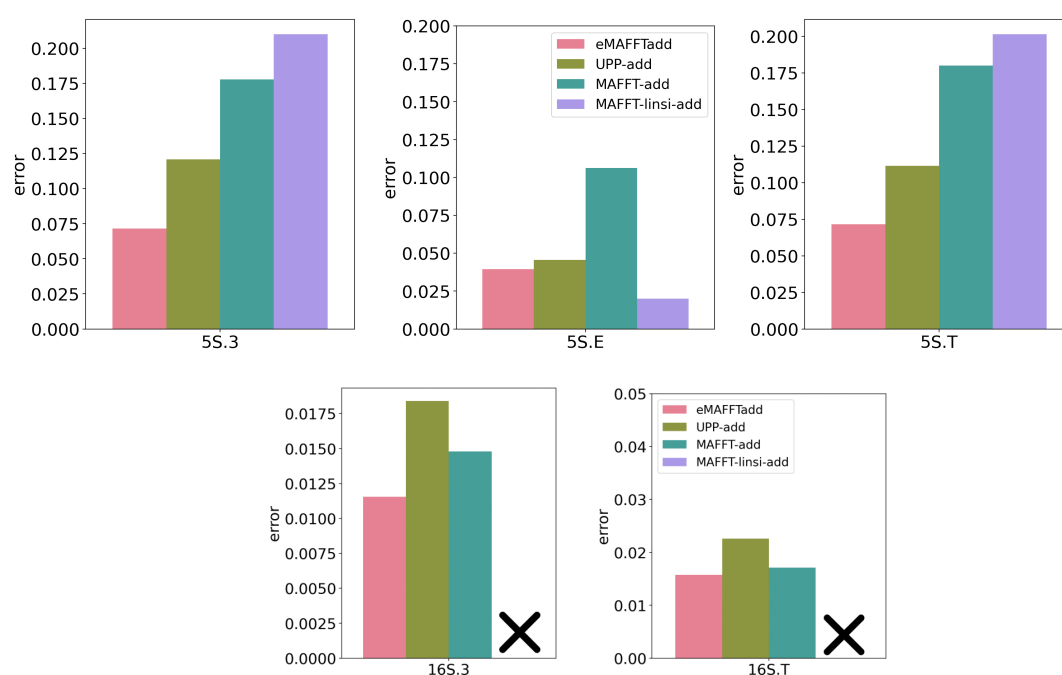 error
0.200
0.175
0.150
0.125
0.100
0.075
0.050
0.025
0.000
5S.3
error
0.200
0.175
0.150
0.125
0.100
0.075
0.050
0.025
0.000
eMAFFTadd
UPP-add
MAFFT-add
MAFFT-linsi-add
5S.E
error
0.200
0.175
0.150
0.125
0.100
0.075
0.050
0.025
0.000
5S.T
error
0.0175
0.0150
0.0125
0.0100
0.0075
0.0050
0.0025
0.0000
16S.3
error
0.05
0.04
0.03
0.02
0.01
0.00
eMAFFTadd
UPP-add
MAFFT-add
MAFFT-linsi-add
16S.T